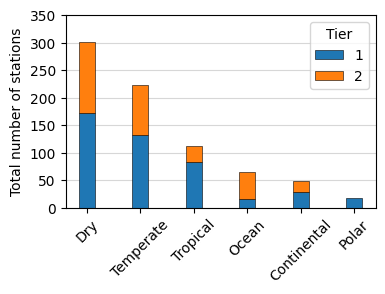 Total number of stations
350
300
250
200
150
100
50
0
Tier
1
2
Dry
Temperate
Tropical
Ocean
Continental
Polar